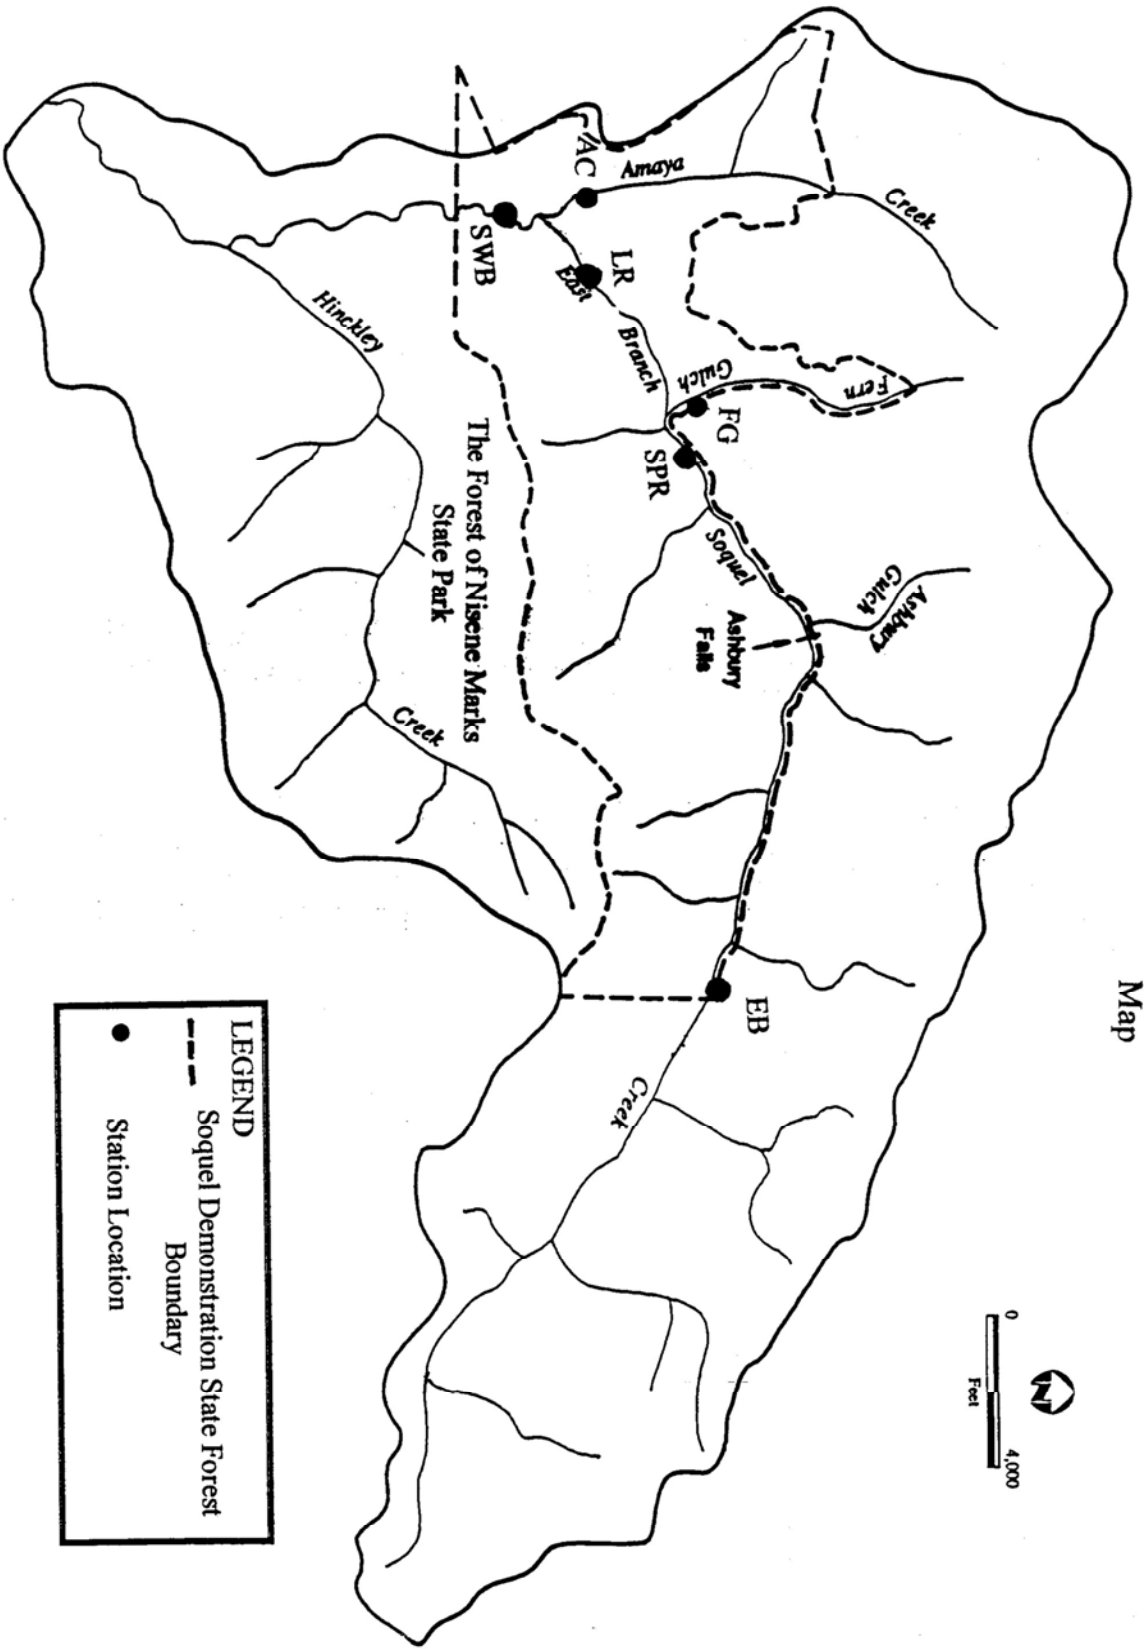 Map
0 4,000
Feet
N
Creek
Amaya
AC
SWB
LR
East
Branch
Gulch
Fern
FG
SPR
Soquel
Ashbury
Gulch
Ashbury
Falls
EB
Creek
Hinckley
Creek
The Forest of Nisene Marks
State Park
LEGEND
Soquel Demonstration State Forest
Boundary
Station Location